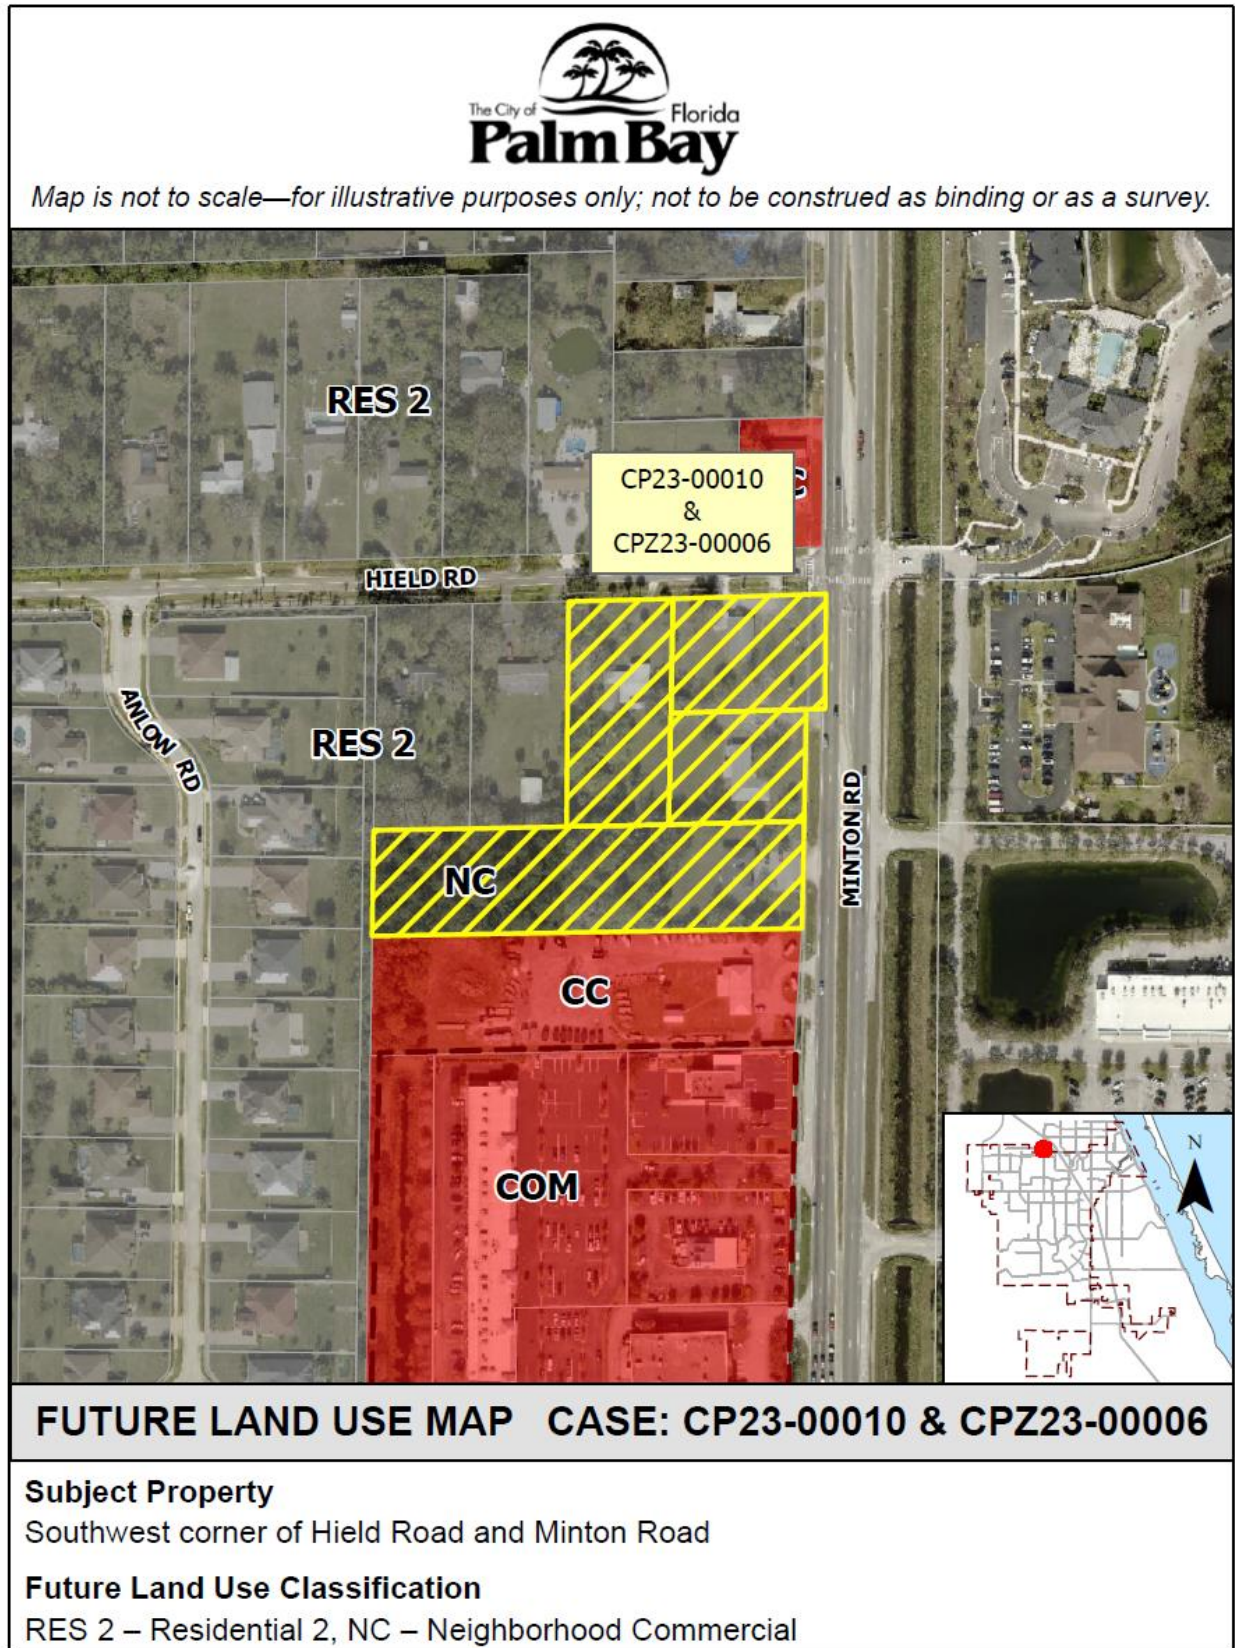 The City of Florida
Palm Bay
Map is not to scale—for illustrative purposes only; not to be construed as binding or as a survey.
RES 2
CP23-00010
&
CPZ23-00006
C
HIELD RD
ANLOW RD
RES 2
MINTON RD
NC
CC
COM
N
FUTURE LAND USE MAP CASE: CP23-00010 & CPZ23-00006
Subject Property
Southwest corner of Hield Road and Minton Road
Future Land Use Classification
RES 2 – Residential 2, NC – Neighborhood Commercial